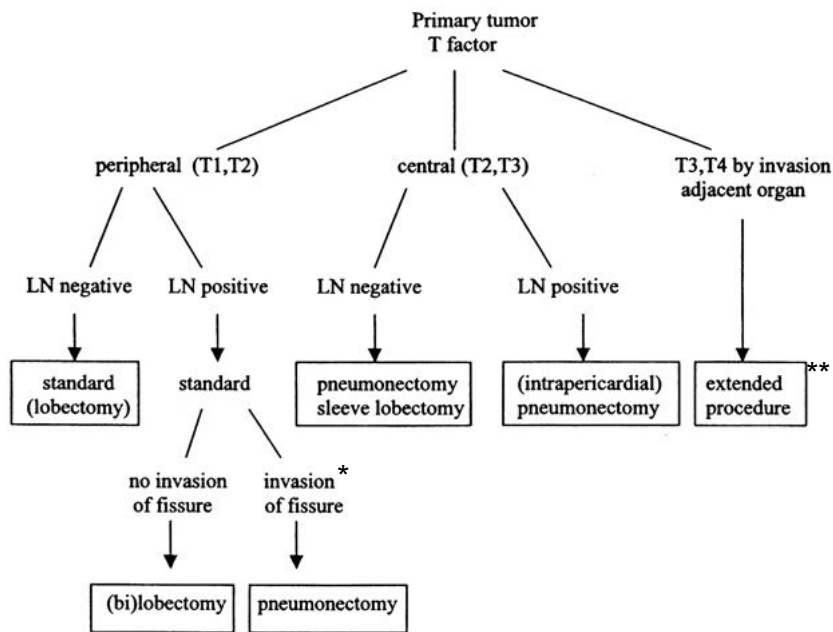 Primary tumor
T factor
peripheral (T1,T2)
central (T2,T3)
T3,T4 by invasion
adjacent organ
LN negative
LN positive
LN negative
LN positive
standard
(lobectomy)
standard
pneumonectomy
sleeve lobectomy
(intrapericardial)
pneumonectomy
extended **
procedure
no invasion
of fissure
invasion *
of fissure
(bi)lobectomy
pneumonectomy